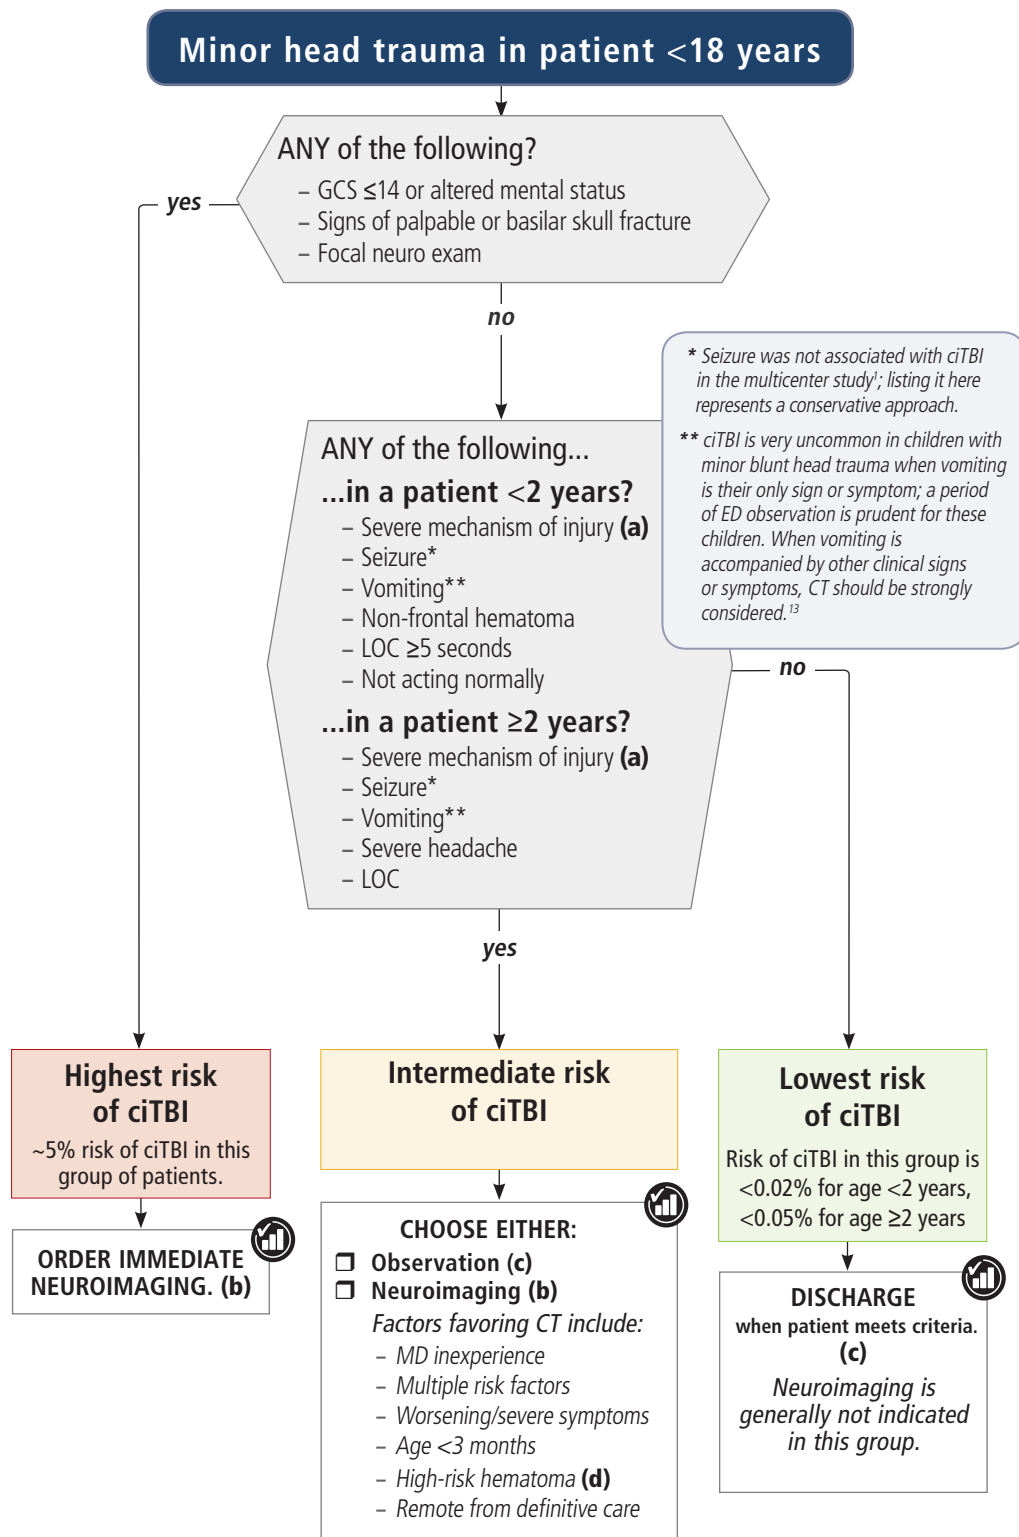 Minor head trauma in patient <18 years
ANY of the following?
– GCS ≤14 or altered mental status
– Signs of palpable or basilar skull fracture
– Focal neuro exam
yes
no
* Seizure was not associated with ciTBI
in the multicenter study1; listing it here
represents a conservative approach.
** ciTBI is very uncommon in children with
minor blunt head trauma when vomiting
is their only sign or symptom; a period
of ED observation is prudent for these
children. When vomiting is
accompanied by other clinical signs
or symptoms, CT should be strongly
considered.13
ANY of the following...
...in a patient <2 years?
– Severe mechanism of injury (a)
– Seizure*
– Vomiting**
– Non-frontal hematoma
– LOC ≥5 seconds
– Not acting normally
...in a patient ≥2 years?
– Severe mechanism of injury (a)
– Seizure*
– Vomiting**
– Severe headache
– LOC
no
yes
Highest risk
of ciTBI
~5% risk of ciTBI in this
group of patients.
ORDER IMMEDIATE
NEUROIMAGING. (b)
Intermediate risk
of ciTBI
CHOOSE EITHER:
❒ Observation (c)
❒ Neuroimaging (b)
Factors favoring CT include:
– MD inexperience
– Multiple risk factors
– Worsening/severe symptoms
– Age <3 months
– High-risk hematoma (d)
– Remote from definitive care
Lowest risk
of ciTBI
Risk of ciTBI in this group is
<0.02% for age <2 years,
<0.05% for age ≥2 years
DISCHARGE
when patient meets criteria.
(c)
Neuroimaging is
generally not indicated
in this group.